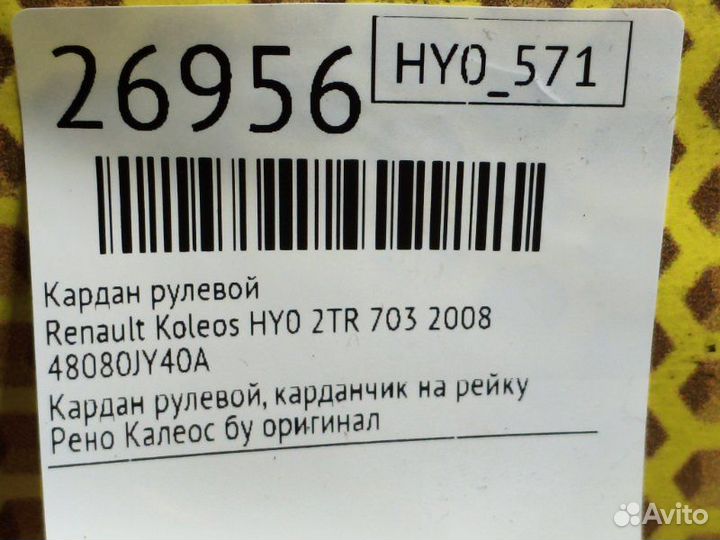 26956
HY0_571
Кардан рулевой
Renault Koleos HY0 2TR 703 2008
48080JY40A
Кардан рулевой, карданчик на рейку
Рено Калеос бу оригинал
Avito